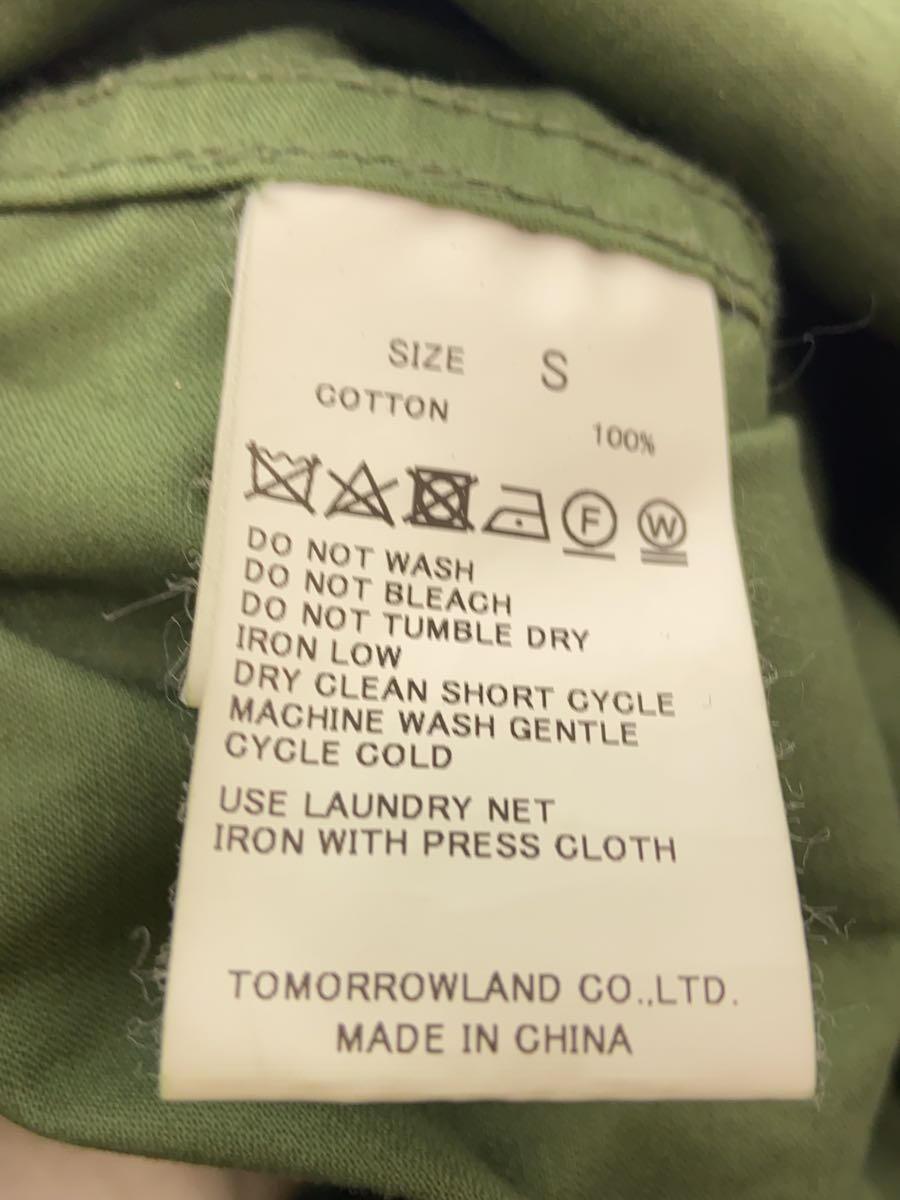 SIZE S
COTTON 100%
F W
DO NOT WASH
DO NOT BLEACH
DO NOT TUMBLE DRY
IRON LOW
DRY CLEAN SHORT CYCLE
MACHINE WASH GENTLE
CYCLE COLD
USE LAUNDRY NET
IRON WITH PRESS CLOTH
TOMORROWLAND CO.,LTD.
MADE IN CHINA